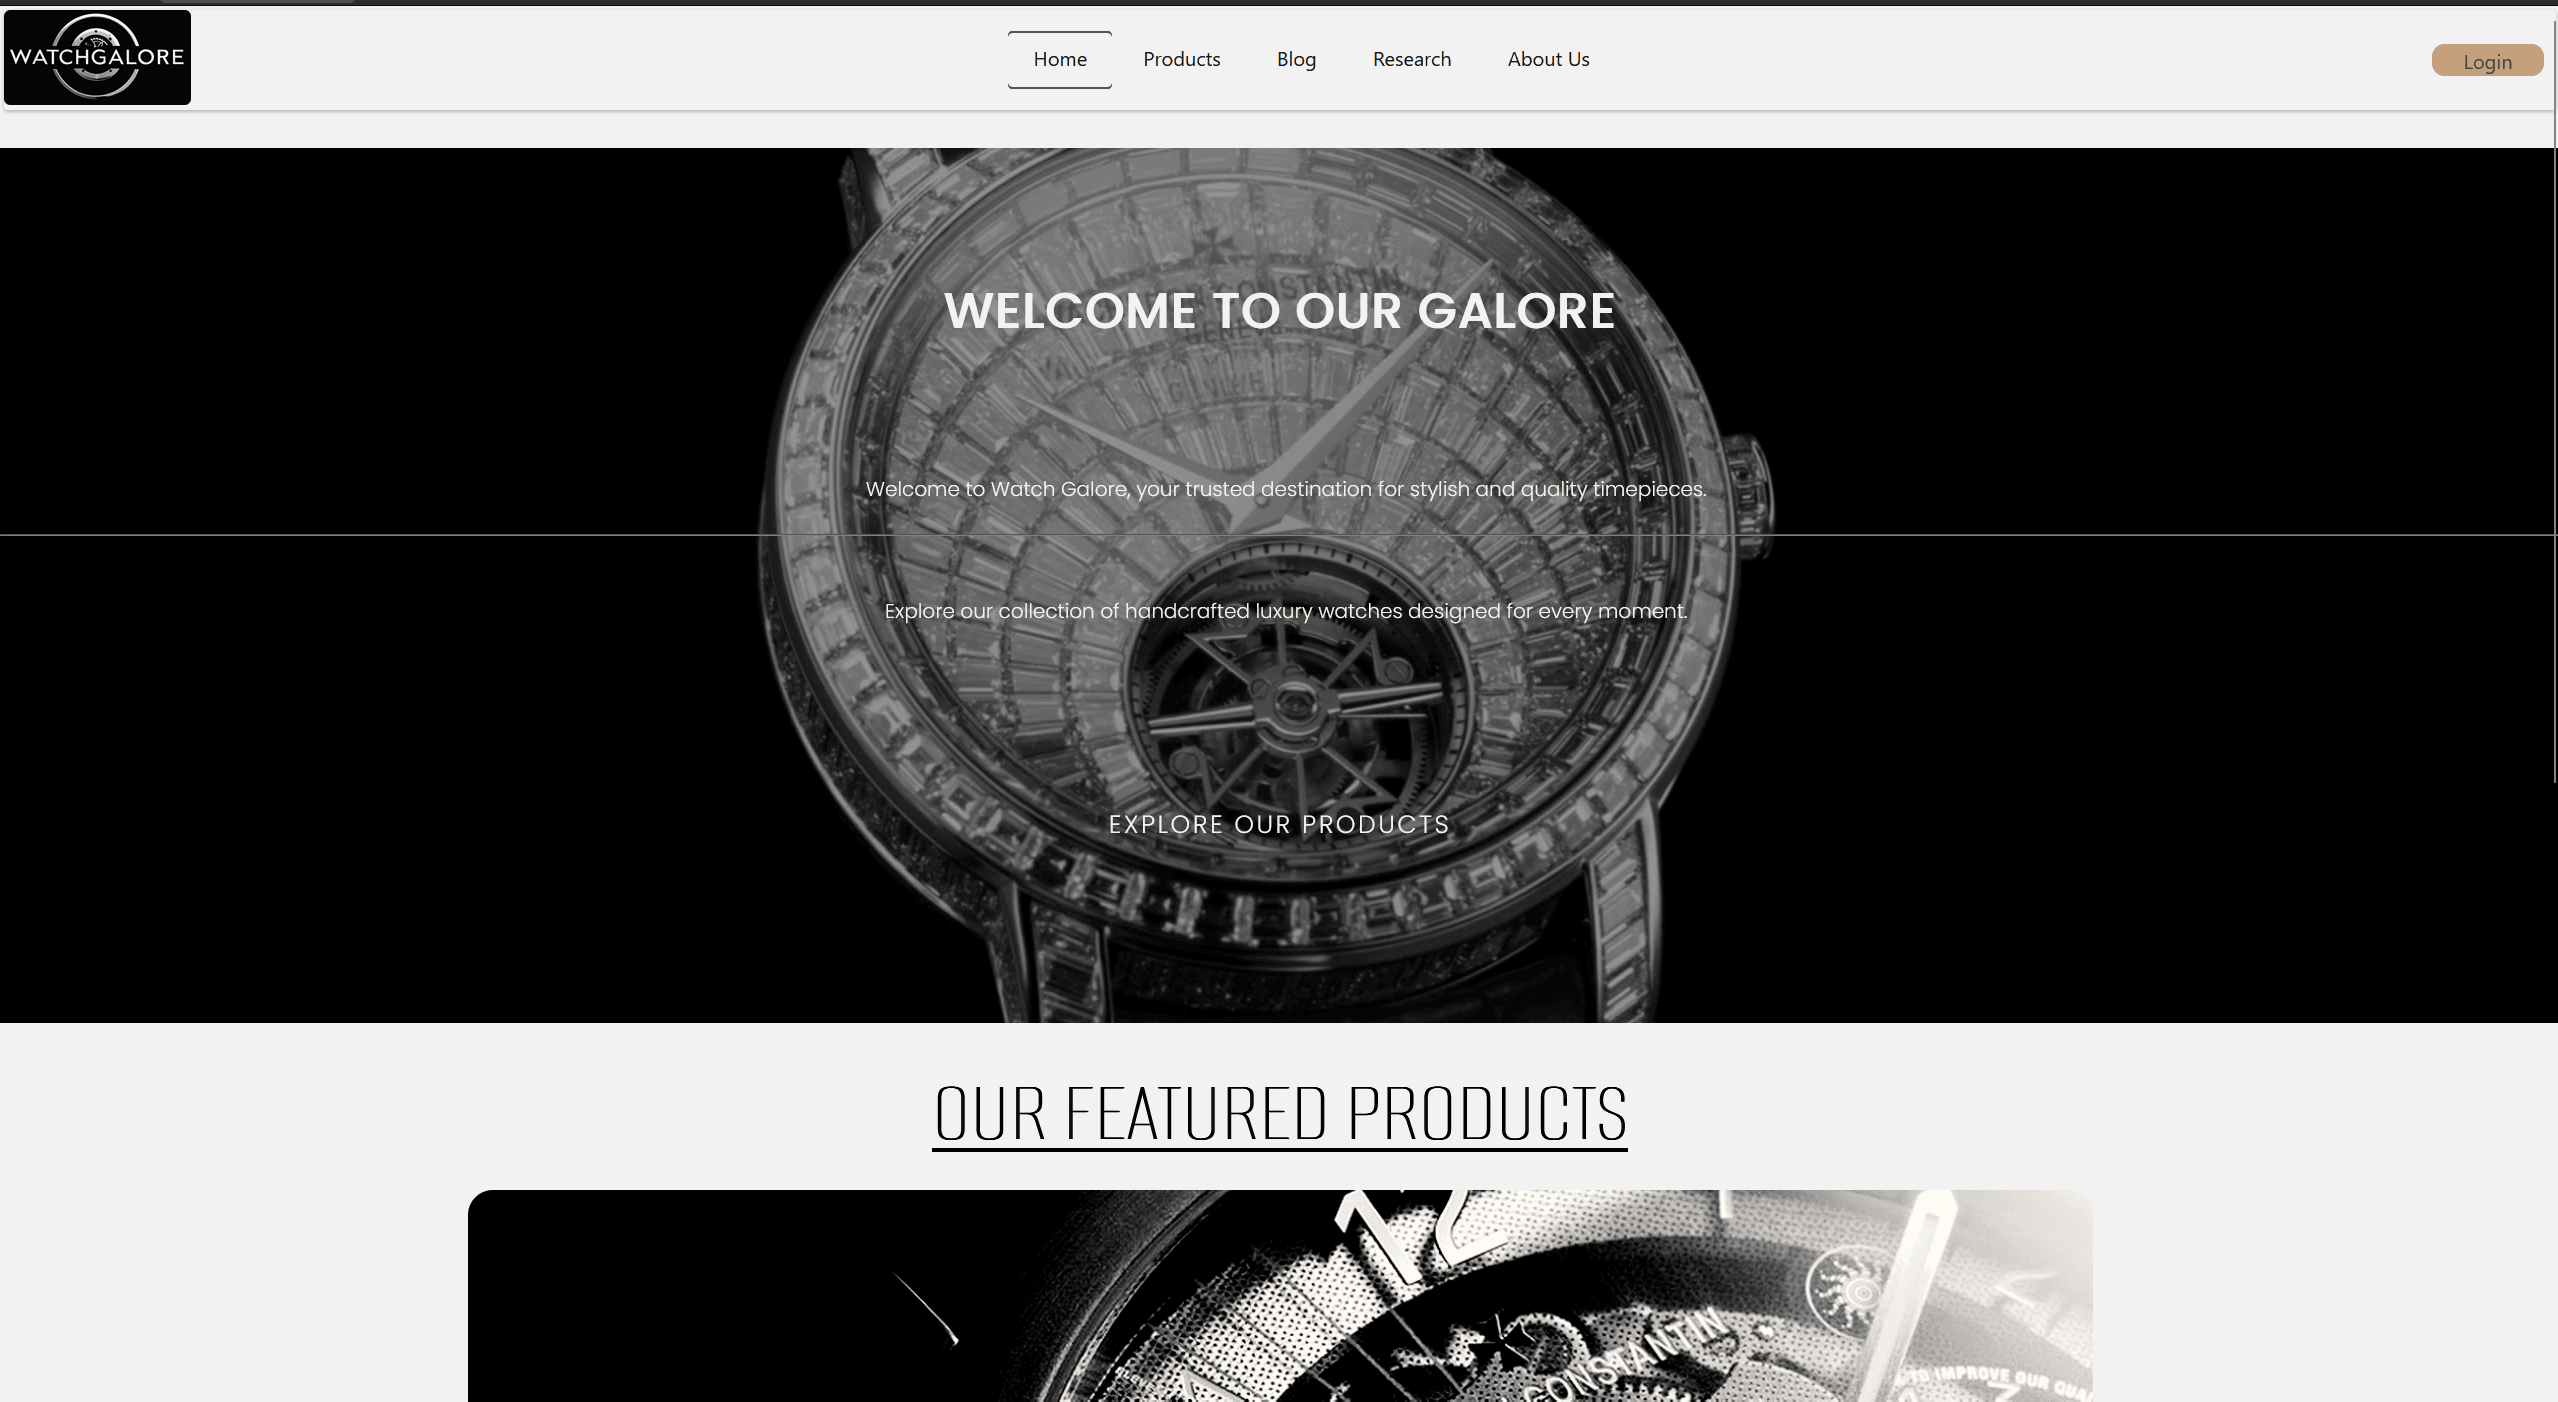 WATCHGALORE
Home
Products
Blog
Research
About Us
Login
WELCOME TO OUR GALORE
Welcome to Watch Galore, your trusted destination for stylish and quality timepieces.
Explore our collection of handcrafted luxury watches designed for every moment.
EXPLORE OUR PRODUCTS
OUR FEATURED PRODUCTS
12
CONSTANTIN
TO IMPROVE OUR